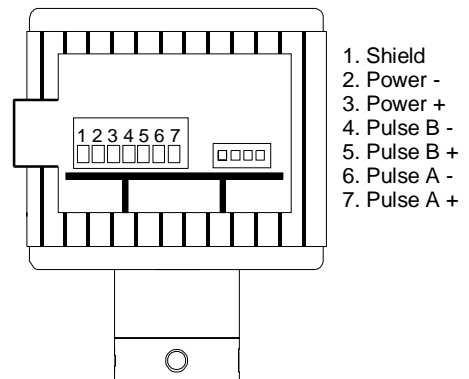 1 2 3 4 5 6 7
1. Shield
2. Power -
3. Power +
4. Pulse B -
5. Pulse B +
6. Pulse A -
7. Pulse A +